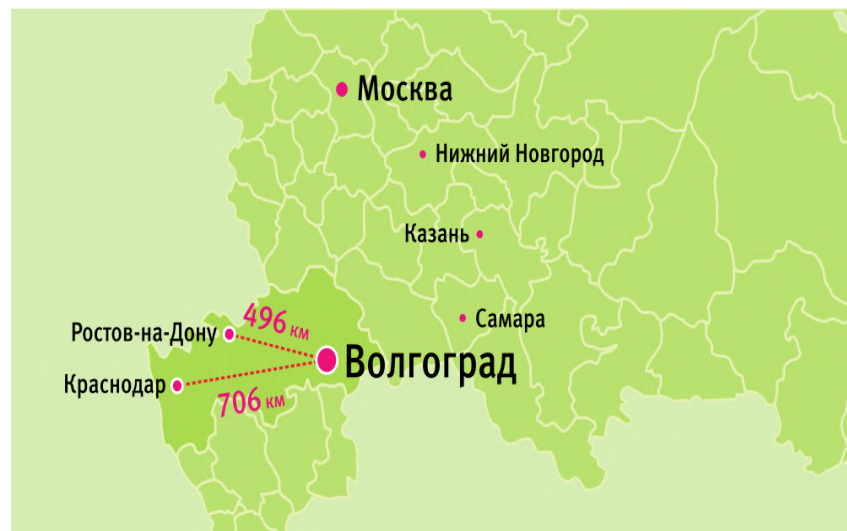 Москва
Нижний Новгород
Казань
Самара
496 км
Ростов-на-Дону
Волгоград
Краснодар
706 км